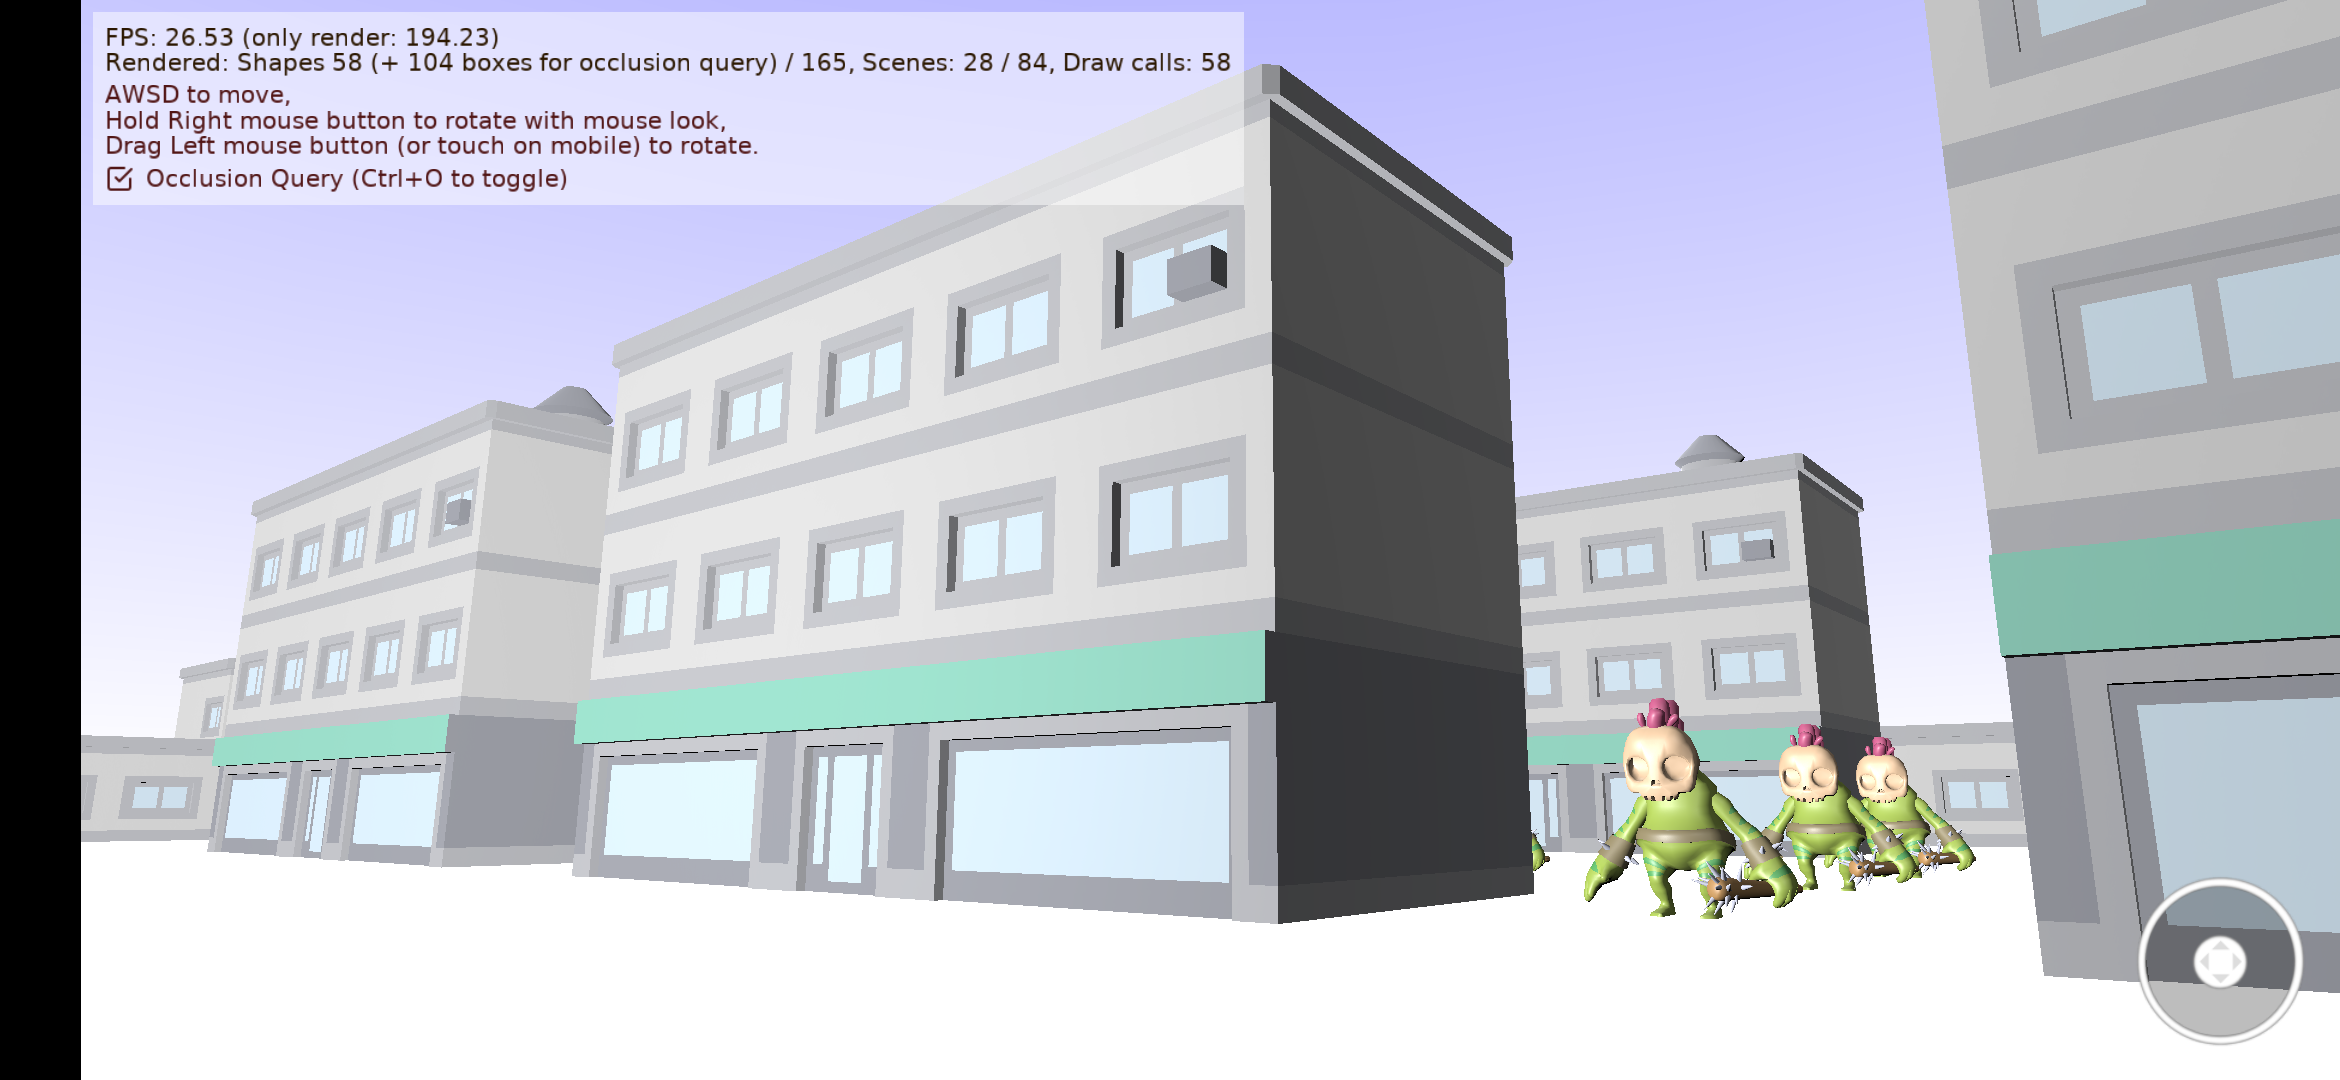 FPS: 26.53 (only render: 194.23)
Rendered: Shapes 58 (+ 104 boxes for occlusion query) / 165, Scenes: 28 / 84, Draw calls: 58
AWSD to move,
Hold Right mouse button to rotate with mouse look,
Drag Left mouse button (or touch on mobile) to rotate.
Occlusion Query (Ctrl+O to toggle)